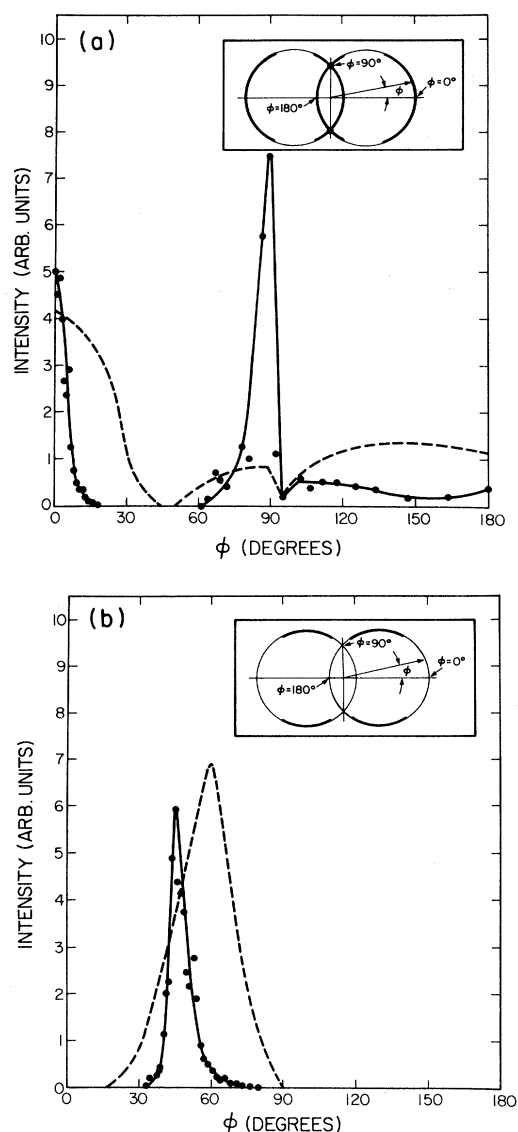 (a)
ϕ=90°
ϕ=0°
ϕ
ϕ=180°
10
9
8
7
6
5
4
3
2
1
0
INTENSITY (ARB. UNITS)
0 30 60 90 120 150 180
ϕ (DEGREES)
(b)
ϕ=90°
ϕ=0°
ϕ
ϕ=180°
10
9
8
7
6
5
4
3
2
1
0
INTENSITY (ARB. UNITS)
0 30 60 90 120 150 180
ϕ (DEGREES)